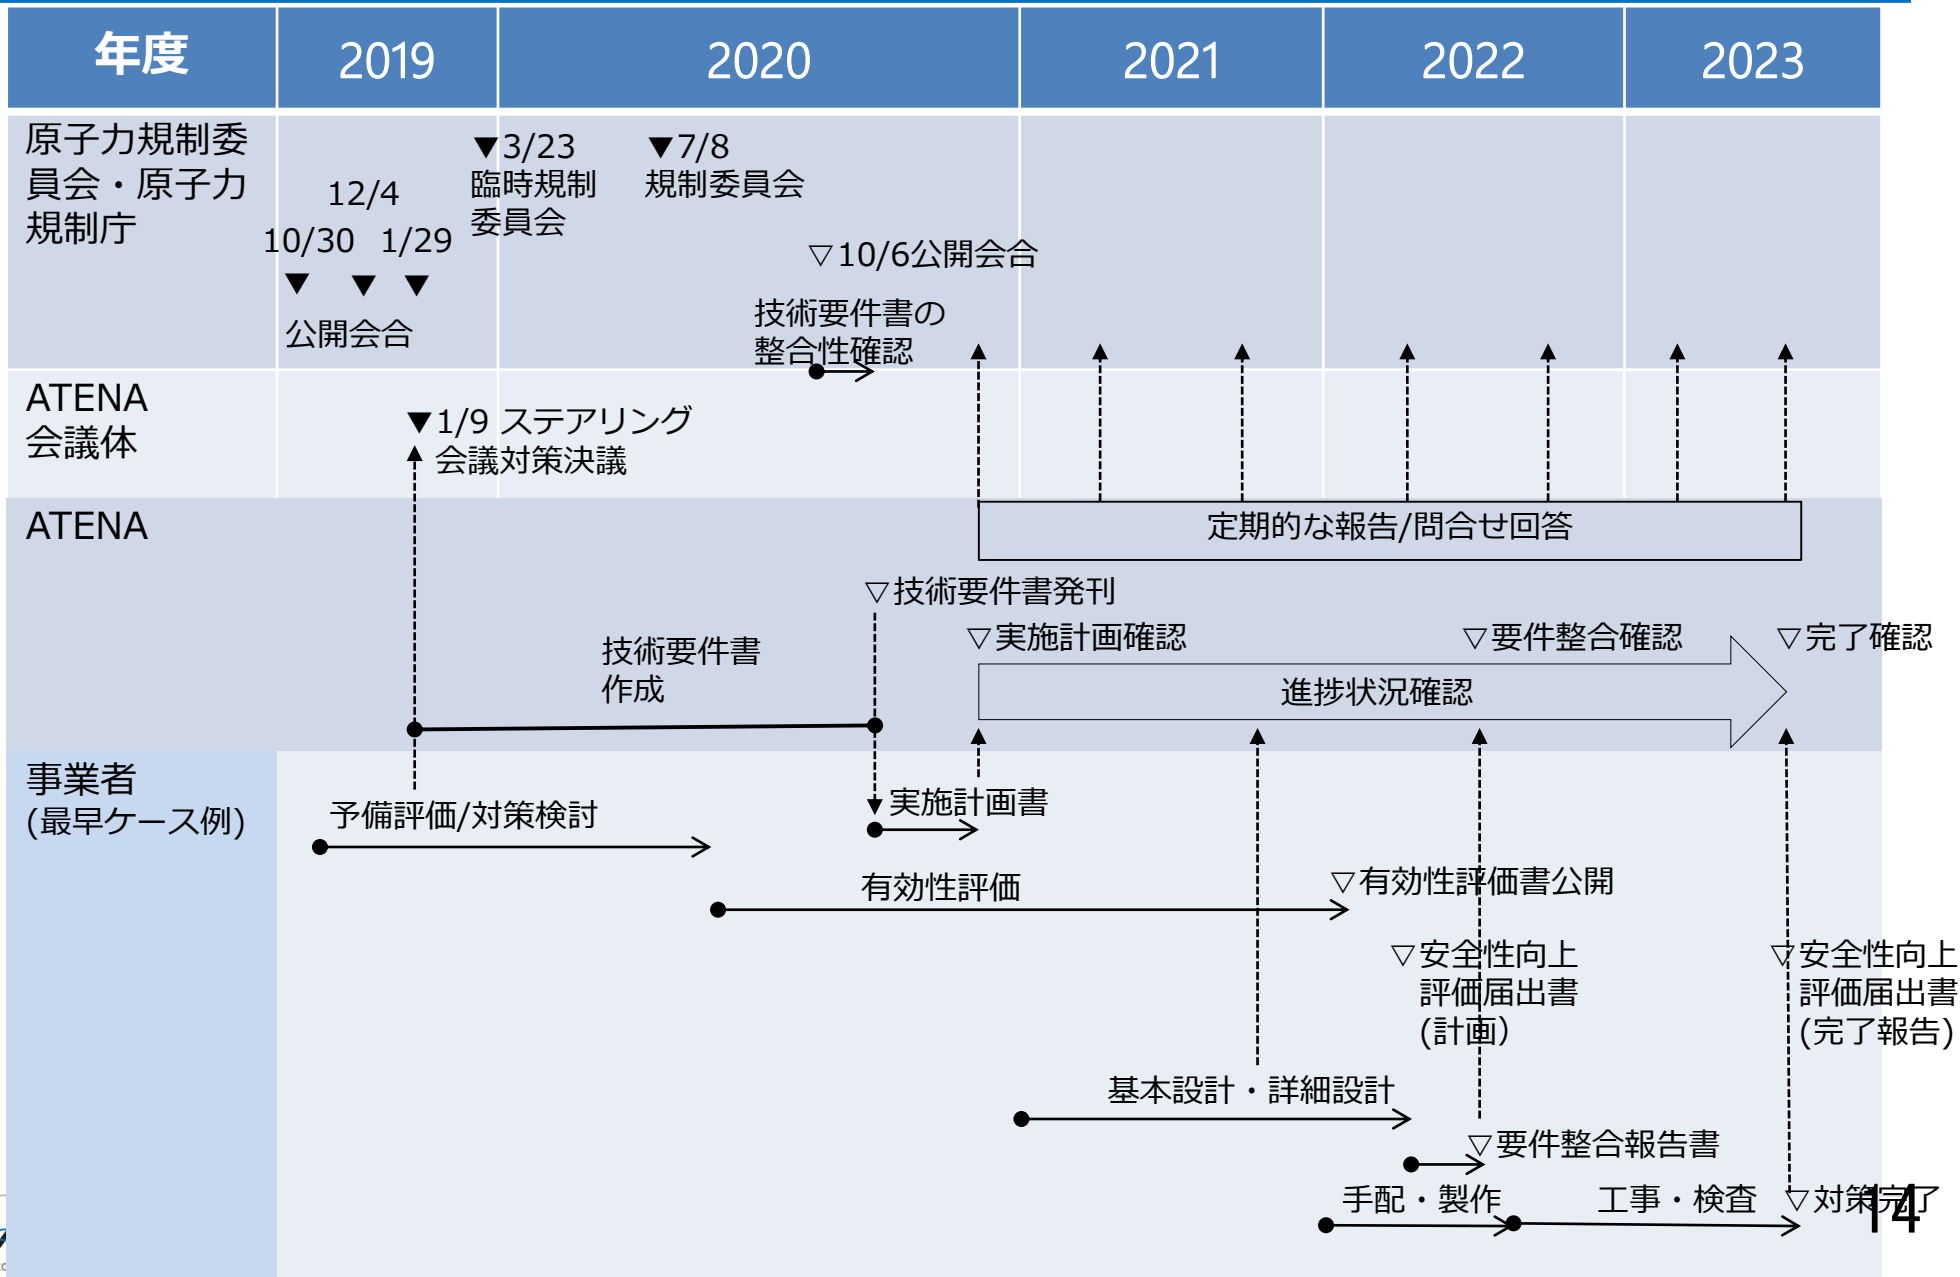 年度 2019 2020 2021 2022 2023
原子力規制委
員会・原子力
規制庁
▼3/23
臨時規制
委員会
▼7/8
規制委員会
12/4
10/30 1/29
▼ ▼ ▼
公開会合
▽10/6公開会合
技術要件書の
整合性確認
ATENA
会議体
▼1/9 ステアリング
会議対策決議
ATENA
定期的な報告/問合せ回答
▽技術要件書発刊
▽実施計画確認
▽要件整合確認
▽完了確認
技術要件書
作成
進捗状況確認
事業者
(最早ケース例)
予備評価/対策検討
実施計画書
有効性評価
▽有効性評価書公開
▽安全性向上
評価届出書
(計画）
▽安全性向上
評価届出書
(完了報告)
基本設計・詳細設計
▽要件整合報告書
手配・製作
工事・検査
▽対策完了
14